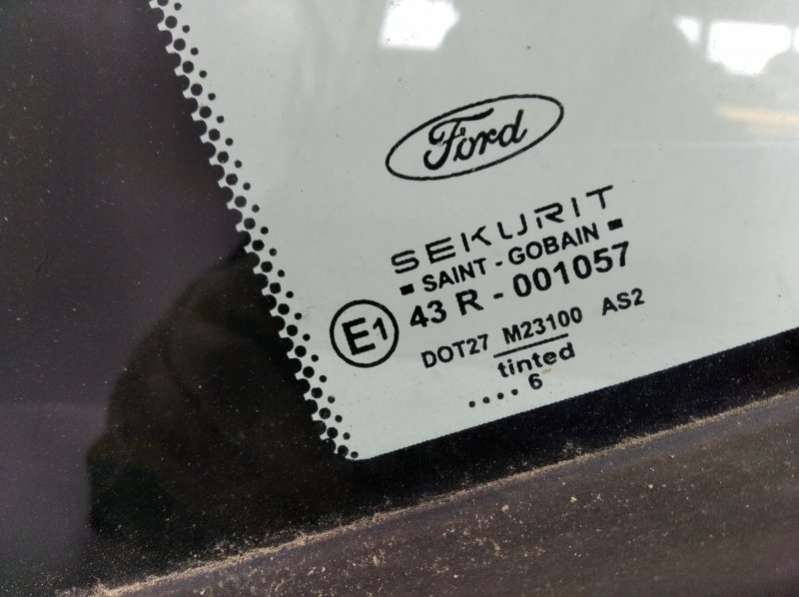 Ford
SEKURIT
SAINT - GOBAIN
E1 43 R - 001057
DOT27 M23100 AS2
tinted
.... 6